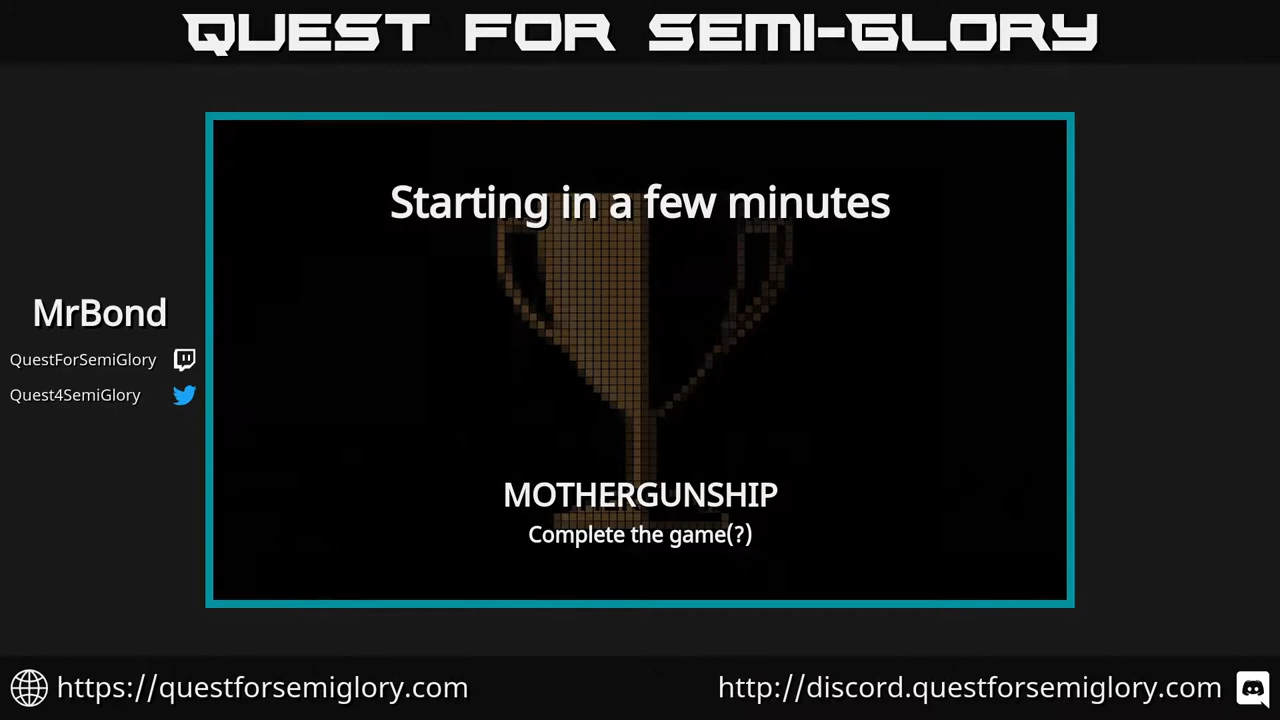 QUEST FOR SEMI-GLORY
Starting in a few minutes
MrBond
QuestForSemiGlory
Quest4SemiGlory
MOTHERGUNSHIP
Complete the game(?)
https://questforsemiglory.com
http://discord.questforsemiglory.com